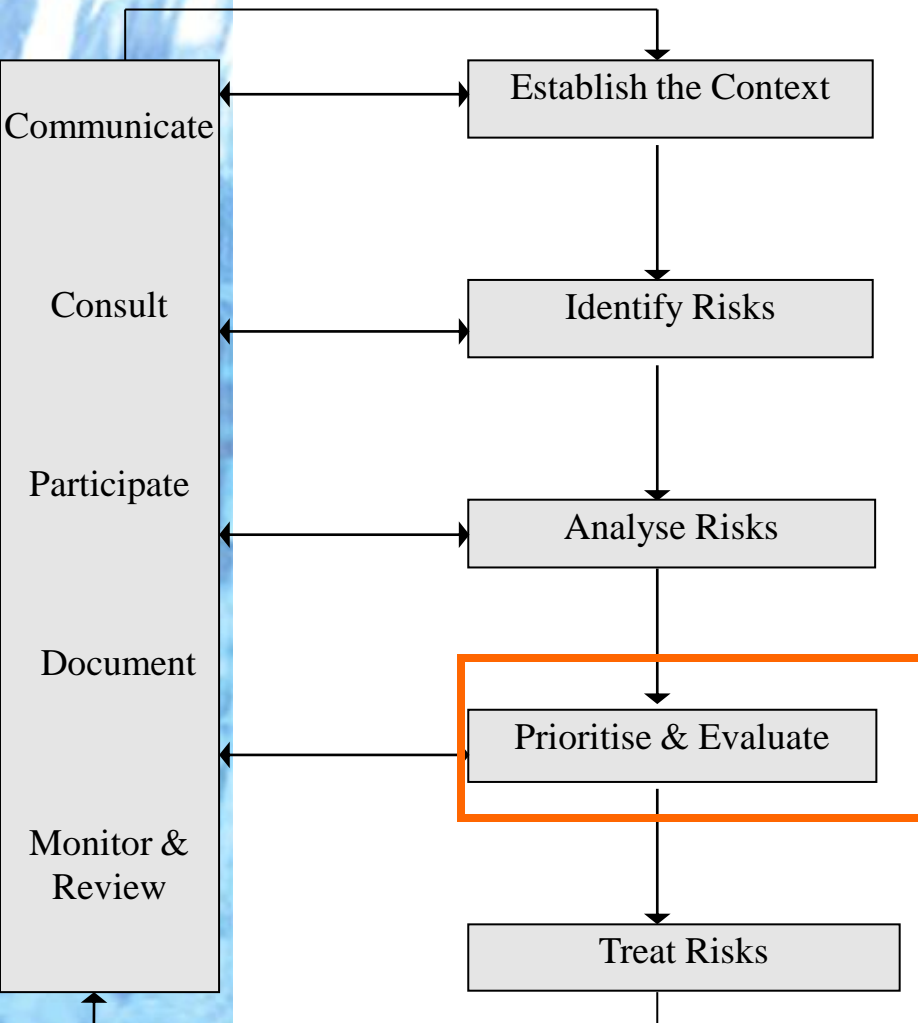 Communicate
Consult
Participate
Document
Monitor &
Review
Establish the Context
Identify Risks
Analyse Risks
Prioritise & Evaluate
Treat Risks